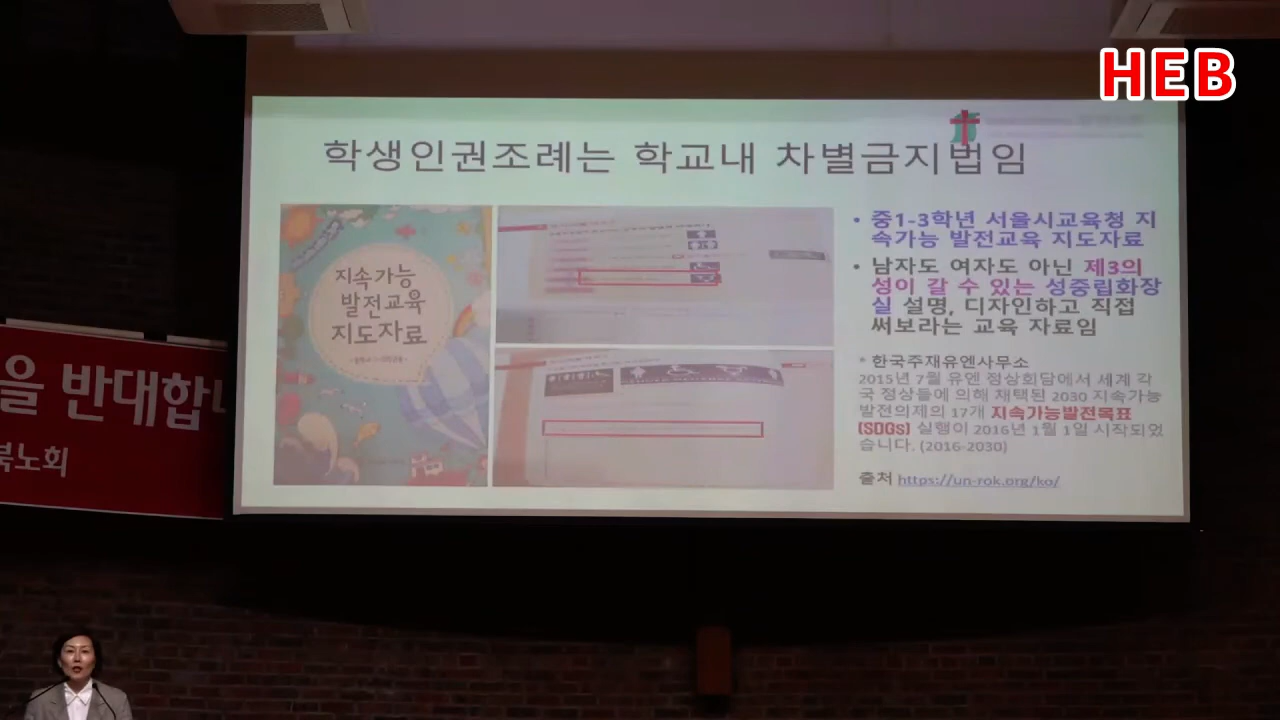 HEB
학생인권조례는 학교내 차별금지법임
지속가능
발전교육
지도자료
• 중1-3학년 서울시교육청 지
속가능 발전교육 지도자료
• 남자도 여자도 아닌 제3의
성이 갈 수 있는 성중립화장
실 설명, 디자인하고 직접
써보라는 교육 자료임
* 한국주재유엔사무소
2015년 7월 유엔 정상회담에서 세계 각
국 정상들에 의해 채택된 2030 지속가능
발전의제의 17개 지속가능발전목표
(SDGs) 실행이 2016년 1월 1일 시작되었
습니다. (2016-2030)
출처 https://un-rok.org/ko/
을 반대합니
북노회